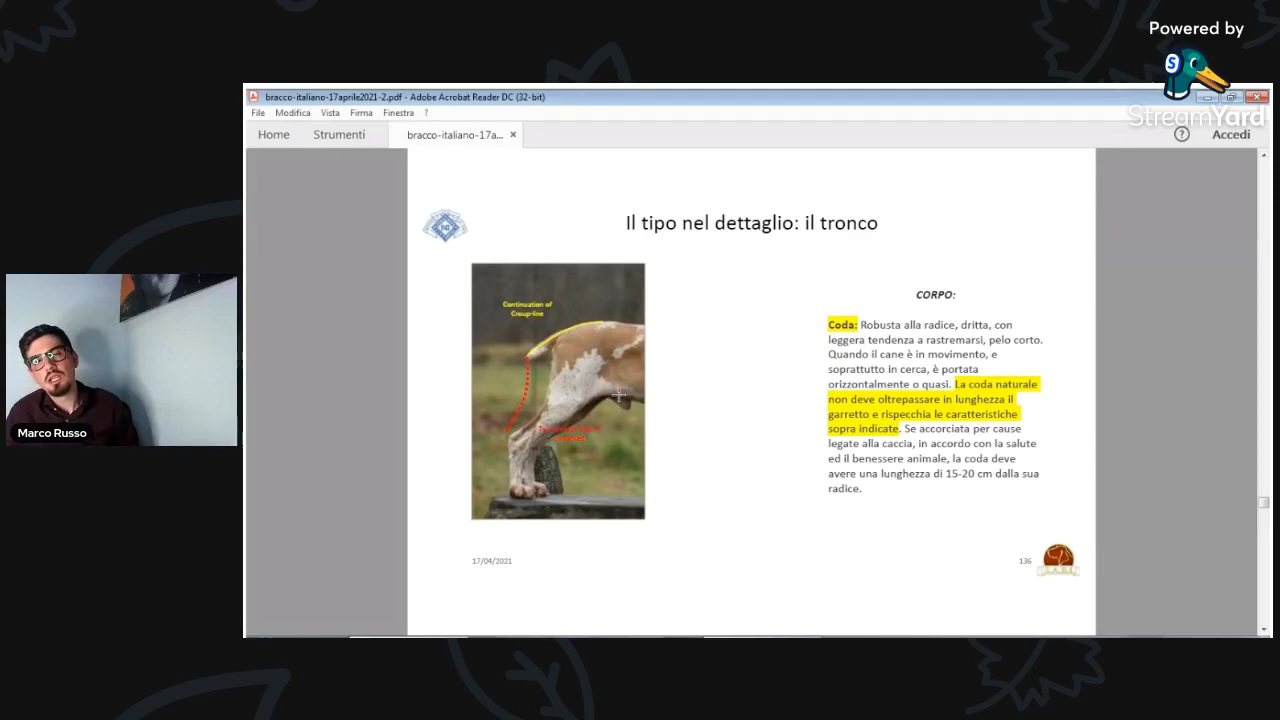 Powered by
S
StreamYard
bracco-italiano-17aprile2021-2.pdf - Adobe Acrobat Reader DC (32-bit)
File Modifica Vista Firma Finestra ?
Home Strumenti bracco-italiano-17a... × ? Accedi
Il tipo nel dettaglio: il tronco
Continuation of
Croup-line
CORPO:
Coda: Robusta alla radice, dritta, con
leggera tendenza a rastremarsi, pelo corto.
Quando il cane è in movimento, e
soprattutto in cerca, è portata
orizzontalmente o quasi. La coda naturale
non deve oltrepassare in lunghezza il
garretto e rispecchia le caratteristiche
sopra indicate. Se accorciata per cause
legate alla caccia, in accordo con la salute
ed il benessere animale, la coda deve
avere una lunghezza di 15-20 cm dalla sua
radice.
17/04/2021
136
Marco Russo